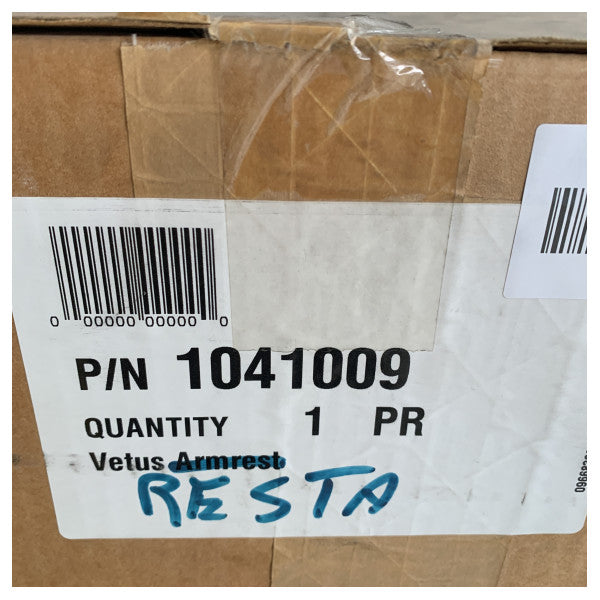 0 00000 00000 0
P/N 1041009
QUANTITY 1 PR
Vetus Armrest
RESTA